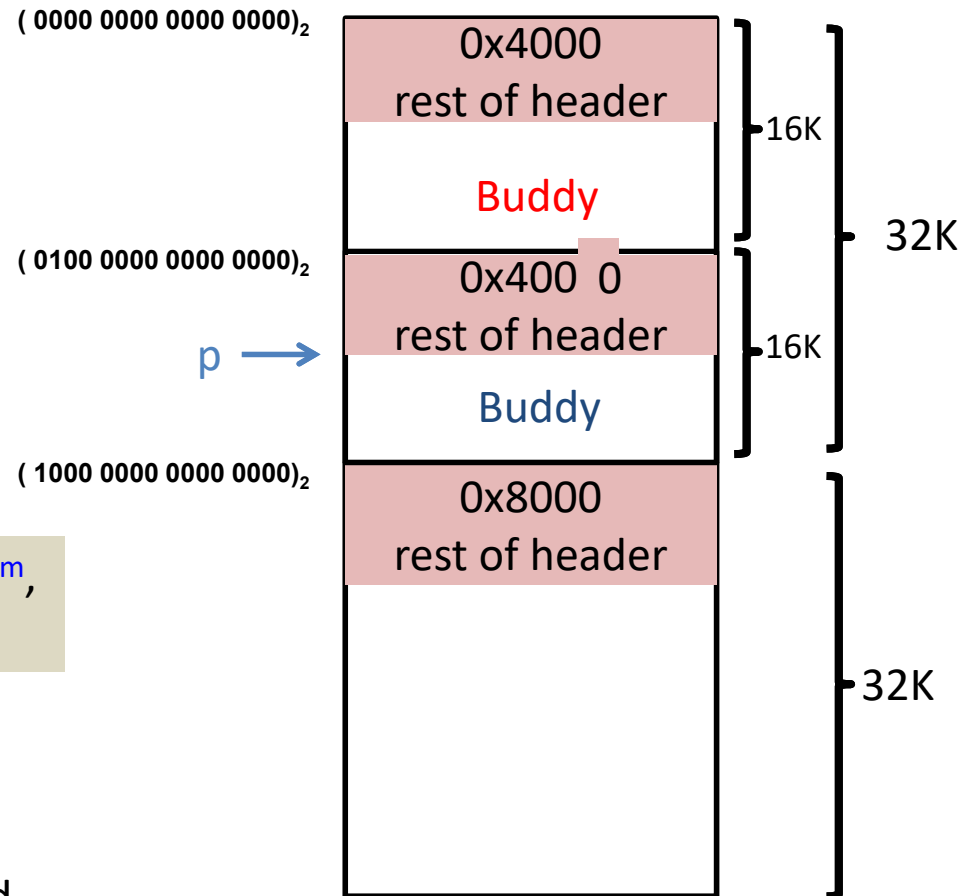 ( 0000 0000 0000 0000)₂
0x4000
rest of header
16K
Buddy
32K
( 0100 0000 0000 0000)₂
0x400 0
rest of header
16K
p
Buddy
( 1000 0000 0000 0000)₂
0x8000
rest of header
m,
32K